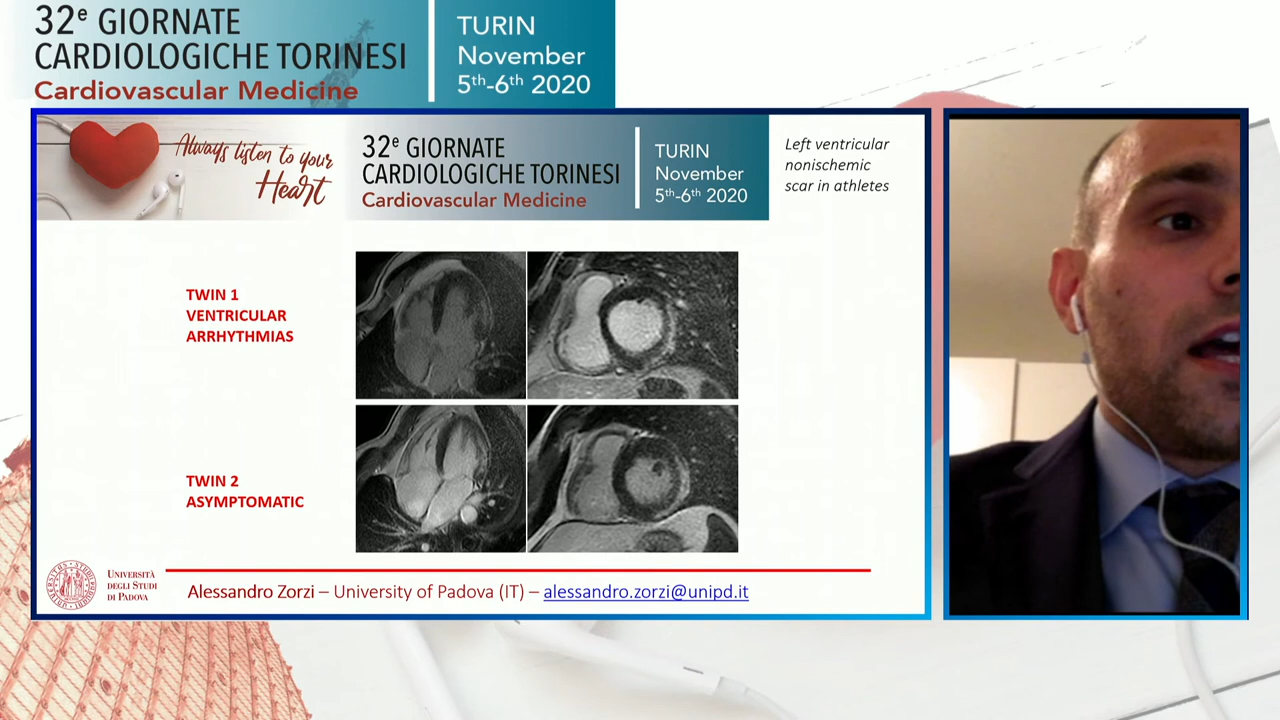 32e GIORNATE
CARDIOLOGICHE TORINESI
Cardiovascular Medicine
TURIN
November
5th-6th 2020
Always listen to your
Heart
32e GIORNATE
CARDIOLOGICHE TORINESI
Cardiovascular Medicine
TURIN
November
5th-6th 2020
Left ventricular
nonischemic
scar in athletes
TWIN 1
VENTRICULAR
ARRHYTHMIAS
TWIN 2
ASYMPTOMATIC
UNIVERSITÀ
DEGLI STUDI
DI PADOVA
Alessandro Zorzi – University of Padova (IT) – alessandro.zorzi@unipd.it